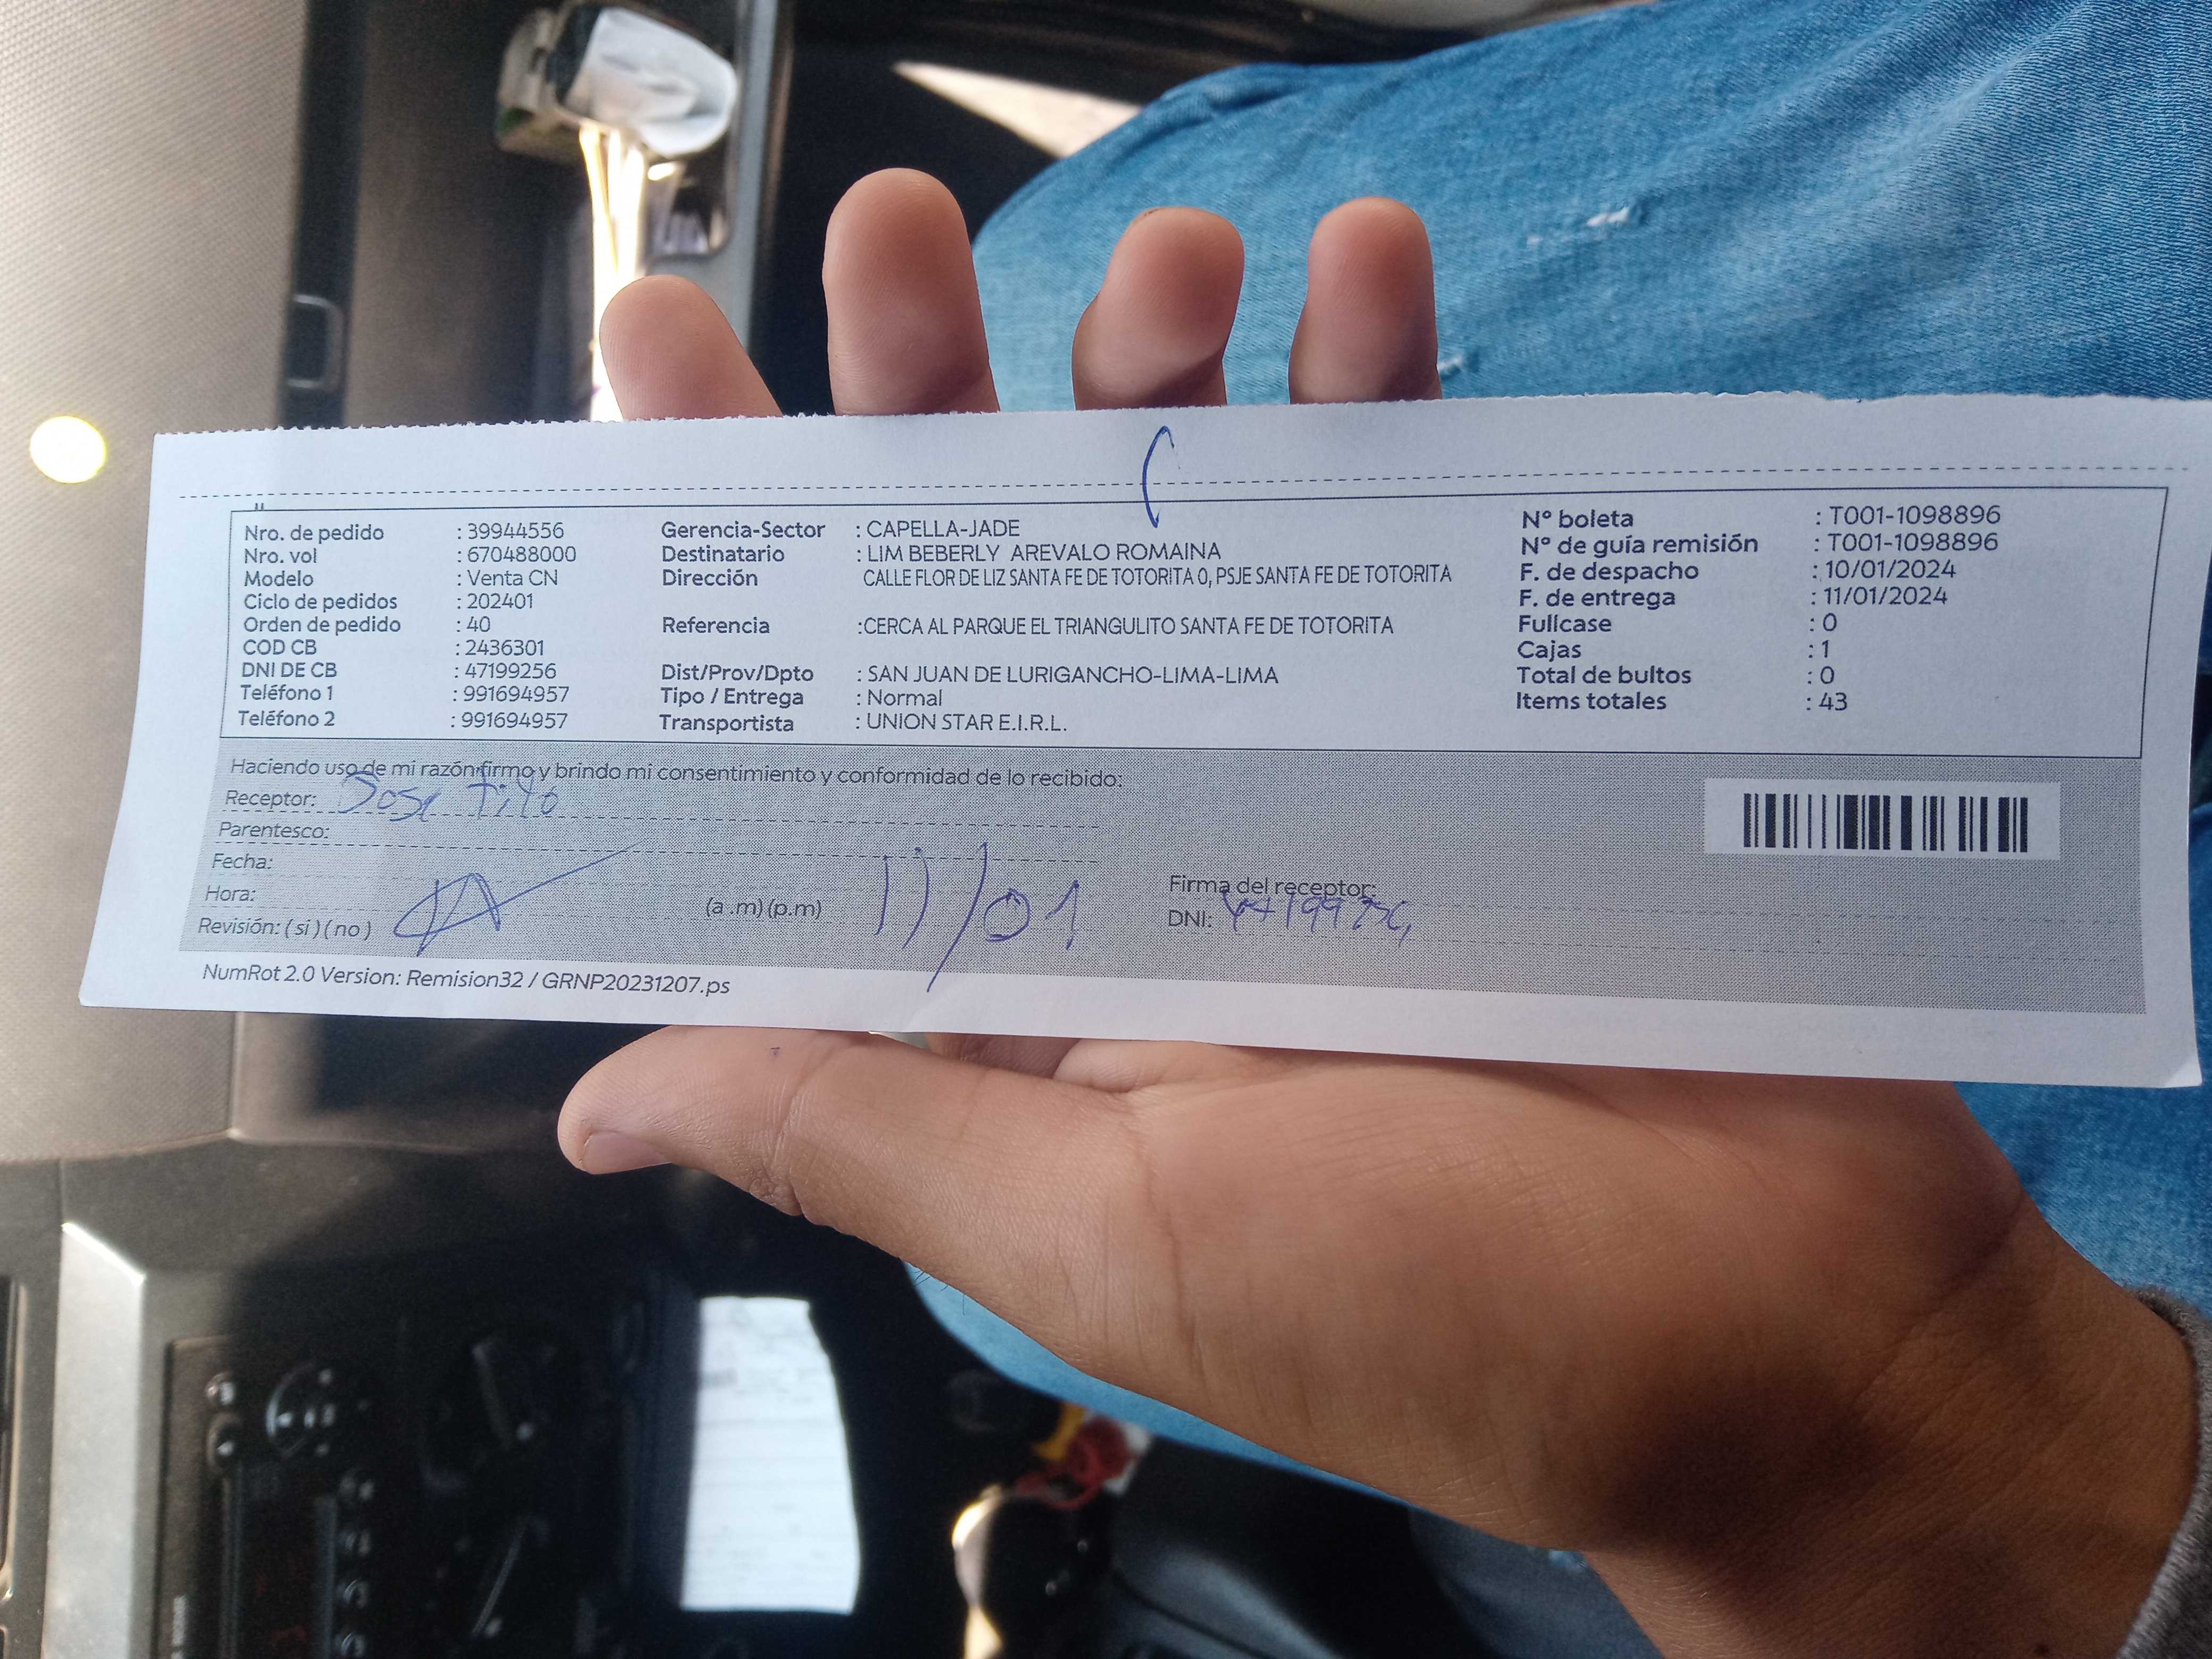 Nro. de pedido : 39944556 Gerencia-Sector : CAPELLA-JADE Nº boleta : T001-1098896
Nro. vol : 670488000 Destinatario : LIM BEBERLY AREVALO ROMAINA Nº de guía remisión : T001-1098896
Modelo : Venta CN Dirección CALLE FLOR DE LIZ SANTA FE DE TOTORITA 0, PSJE SANTA FE DE TOTORITA F. de despacho : 10/01/2024
Ciclo de pedidos : 202401 F. de entrega : 11/01/2024
Orden de pedido : 40 Referencia :CERCA AL PARQUE EL TRIANGULITO SANTA FE DE TOTORITA Fullcase : 0
COD CB : 2436301 Cajas : 1
DNI DE CB : 47199256 Dist/Prov/Dpto : SAN JUAN DE LURIGANCHO-LIMA-LIMA Total de bultos : 0
Teléfono 1 : 991694957 Tipo / Entrega : Normal Items totales : 43
Teléfono 2 : 991694957 Transportista : UNION STAR E.I.R.L.
Haciendo uso de mi razón firmo y brindo mi consentimiento y conformidad de lo recibido:
Receptor: Jose tito
Parentesco:
Fecha:
Hora: (a.m) (p.m) 11/01 Firma del receptor:
Revisión: ( si ) ( no ) DNI:
NumRot 2.0 Version: Remision32 / GRNP20231207.ps